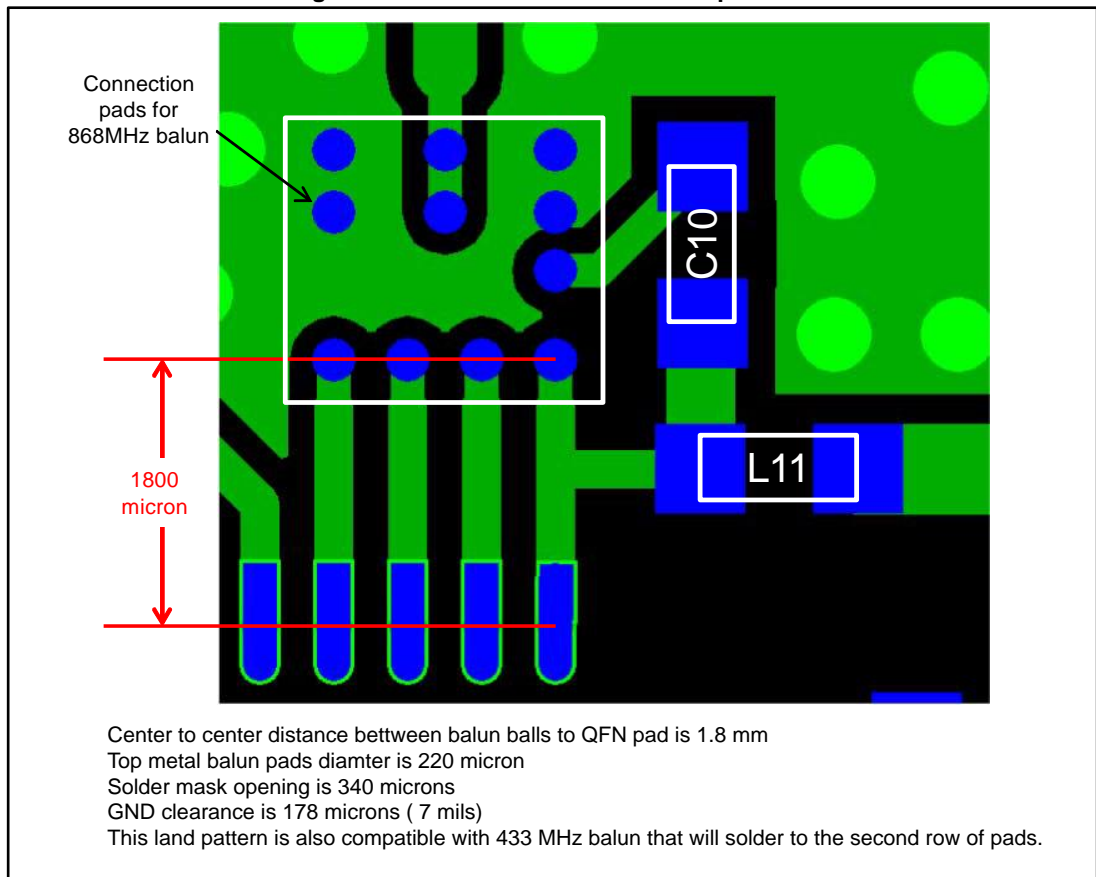 Connection
pads for
868MHz balun
C10
L11
1800
micron
Center to center distance bettween balun balls to QFN pad is 1.8 mm
Top metal balun pads diamter is 220 micron
Solder mask opening is 340 microns
GND clearance is 178 microns ( 7 mils)
This land pattern is also compatible with 433 MHz balun that will solder to the second row of pads.